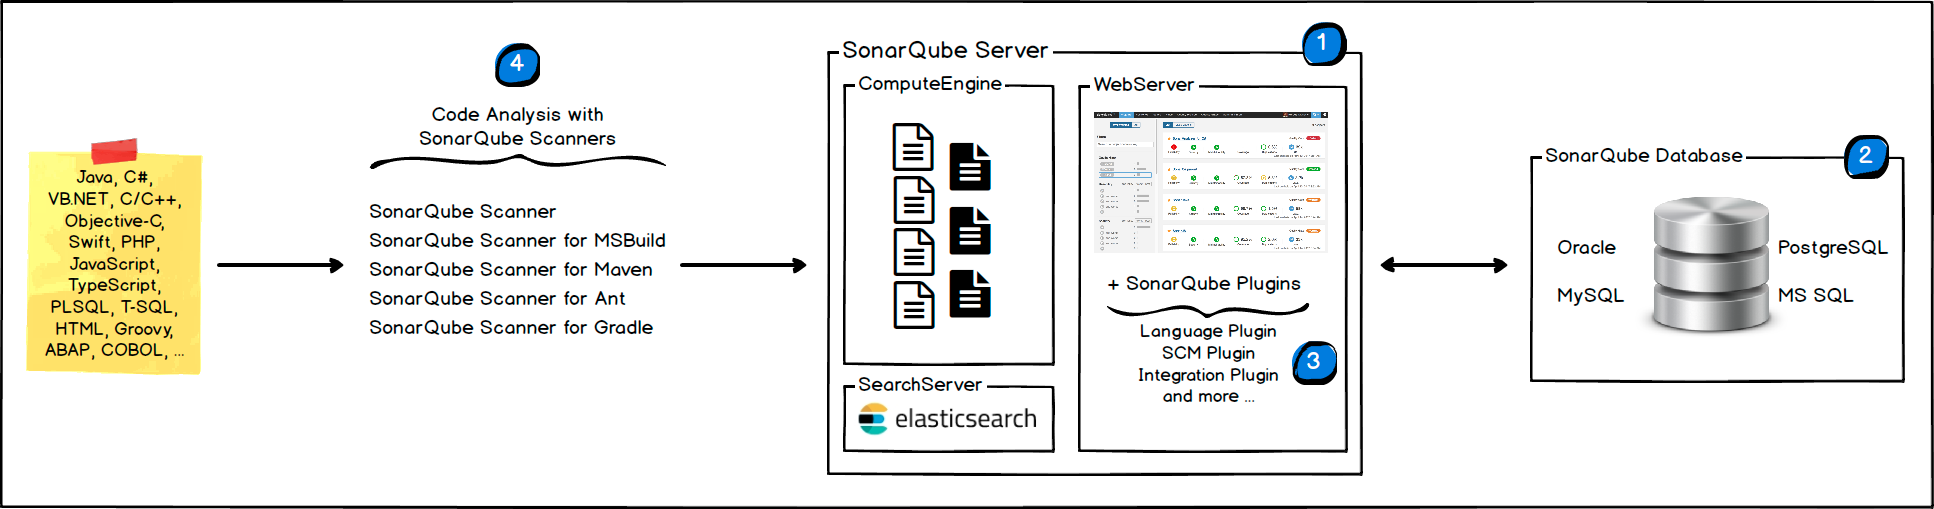 4
Code Analysis with
SonarQube Scanners
Java, C#,
VB.NET, C/C++,
Objective-C,
Swift, PHP,
JavaScript,
TypeScript,
PLSQL, T-SQL,
HTML, Groovy,
ABAP, COBOL, ...
SonarQube Scanner
SonarQube Scanner for MSBuild
SonarQube Scanner for Maven
SonarQube Scanner for Ant
SonarQube Scanner for Gradle
SonarQube Server
1
ComputeEngine
SearchServer
elasticsearch
WebServer
+ SonarQube Plugins
Language Plugin
SCM Plugin
Integration Plugin
and more ...
3
SonarQube Database
2
Oracle
MySQL
PostgreSQL
MS SQL